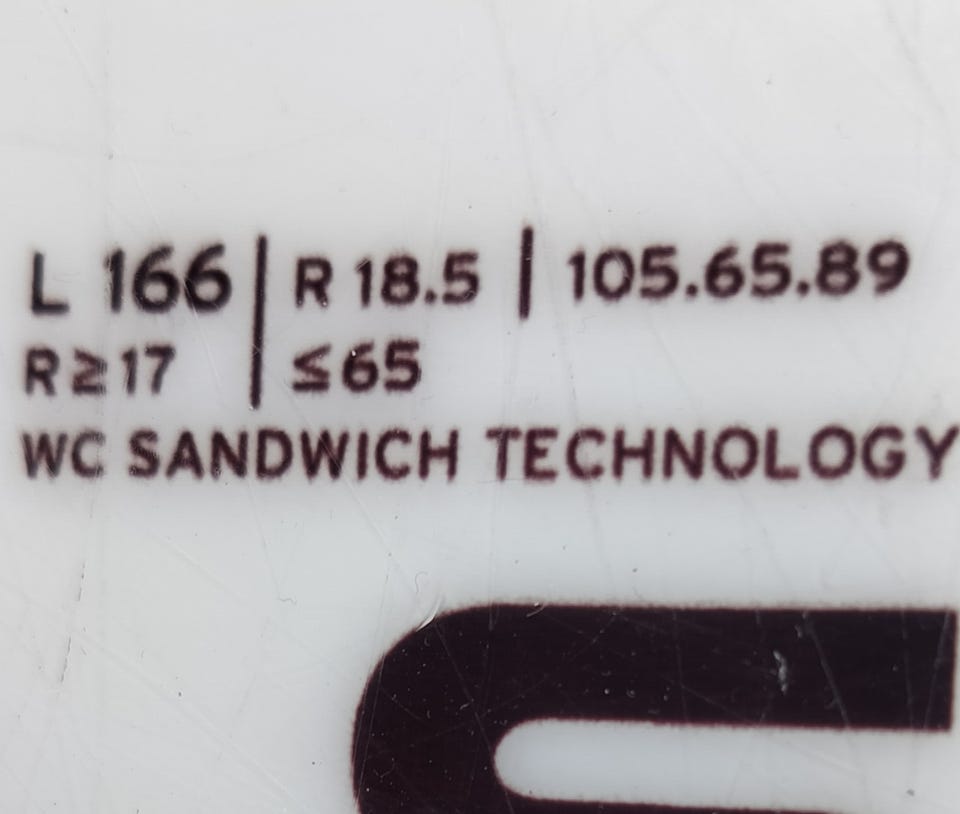 L 166 | R 18.5 | 105.65.89
R≥17 | ≤65
WC SANDWICH TECHNOLOGY